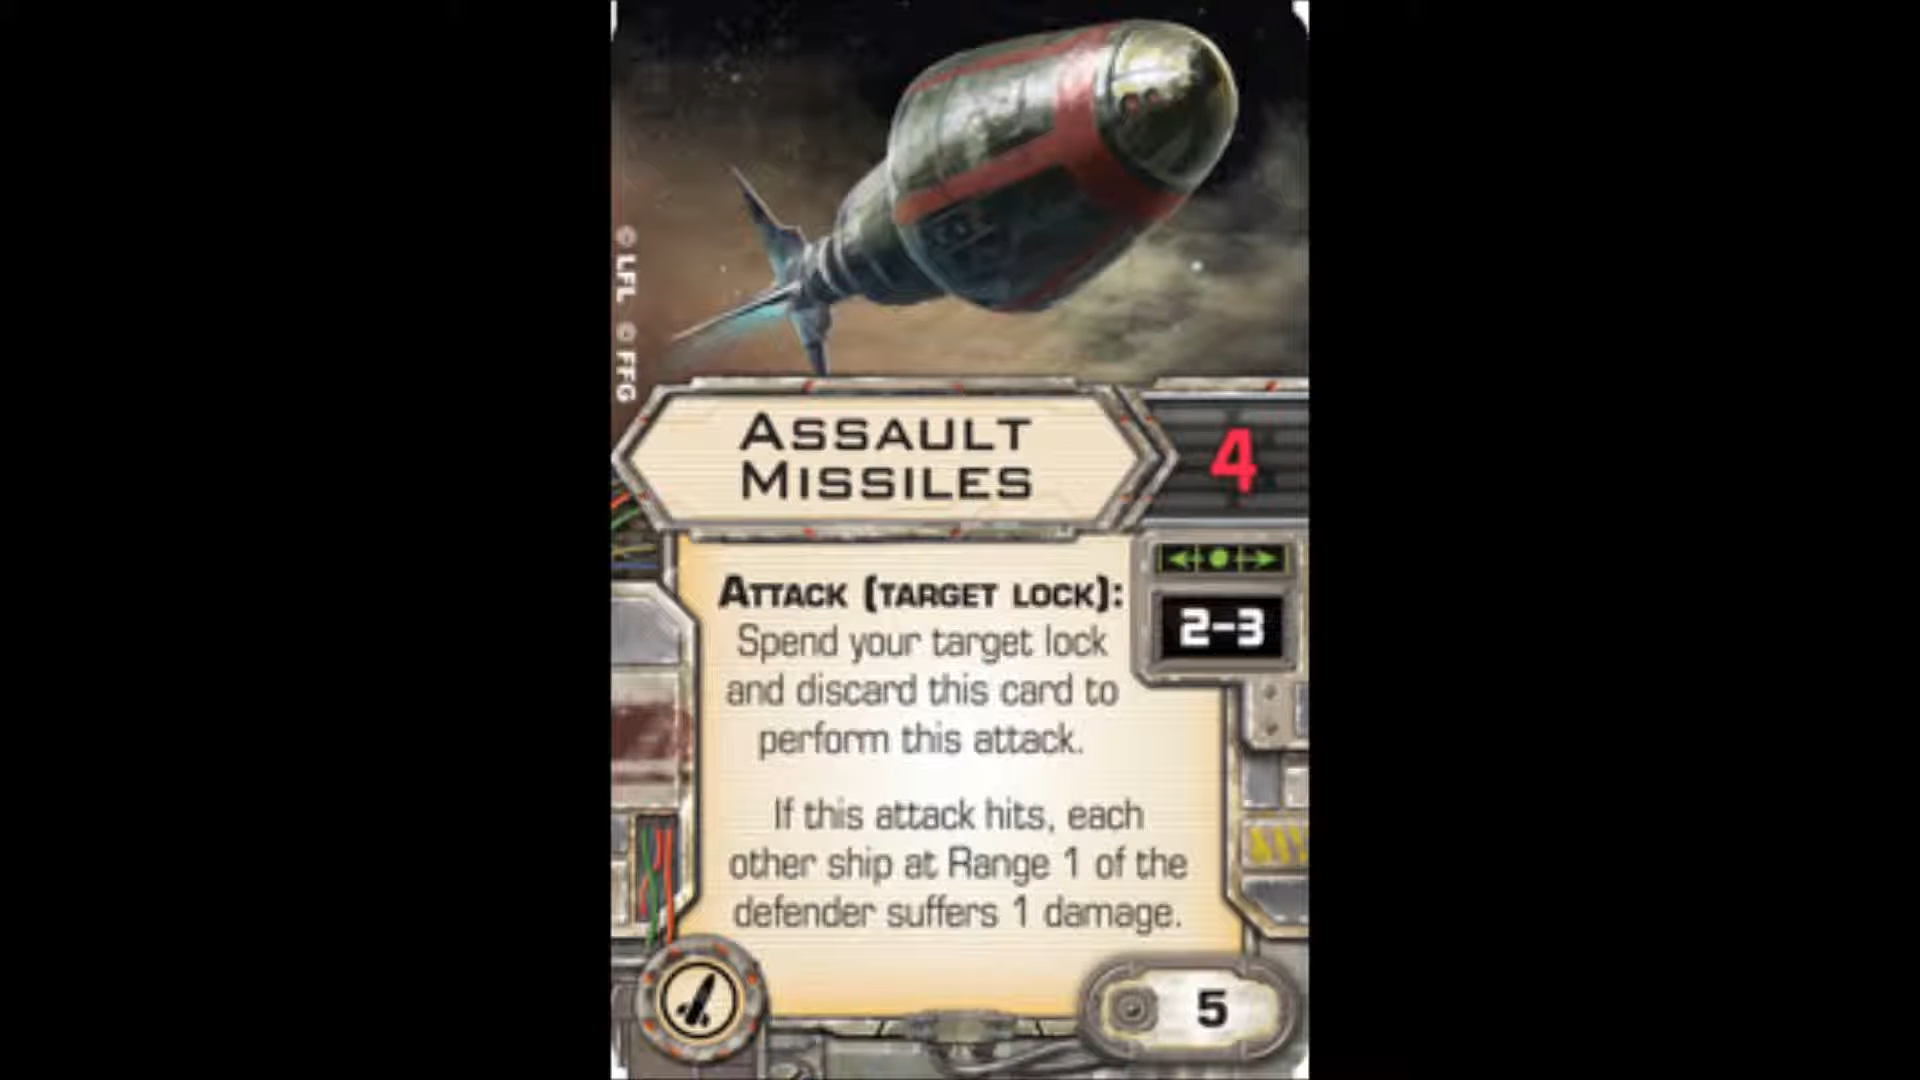 © LFL © FFG
ASSAULT
MISSILES
4
ATTACK (TARGET LOCK):
2-3
Spend your target lock
and discard this card to
perform this attack.
If this attack hits, each
other ship at Range 1 of the
defender suffers 1 damage.
5